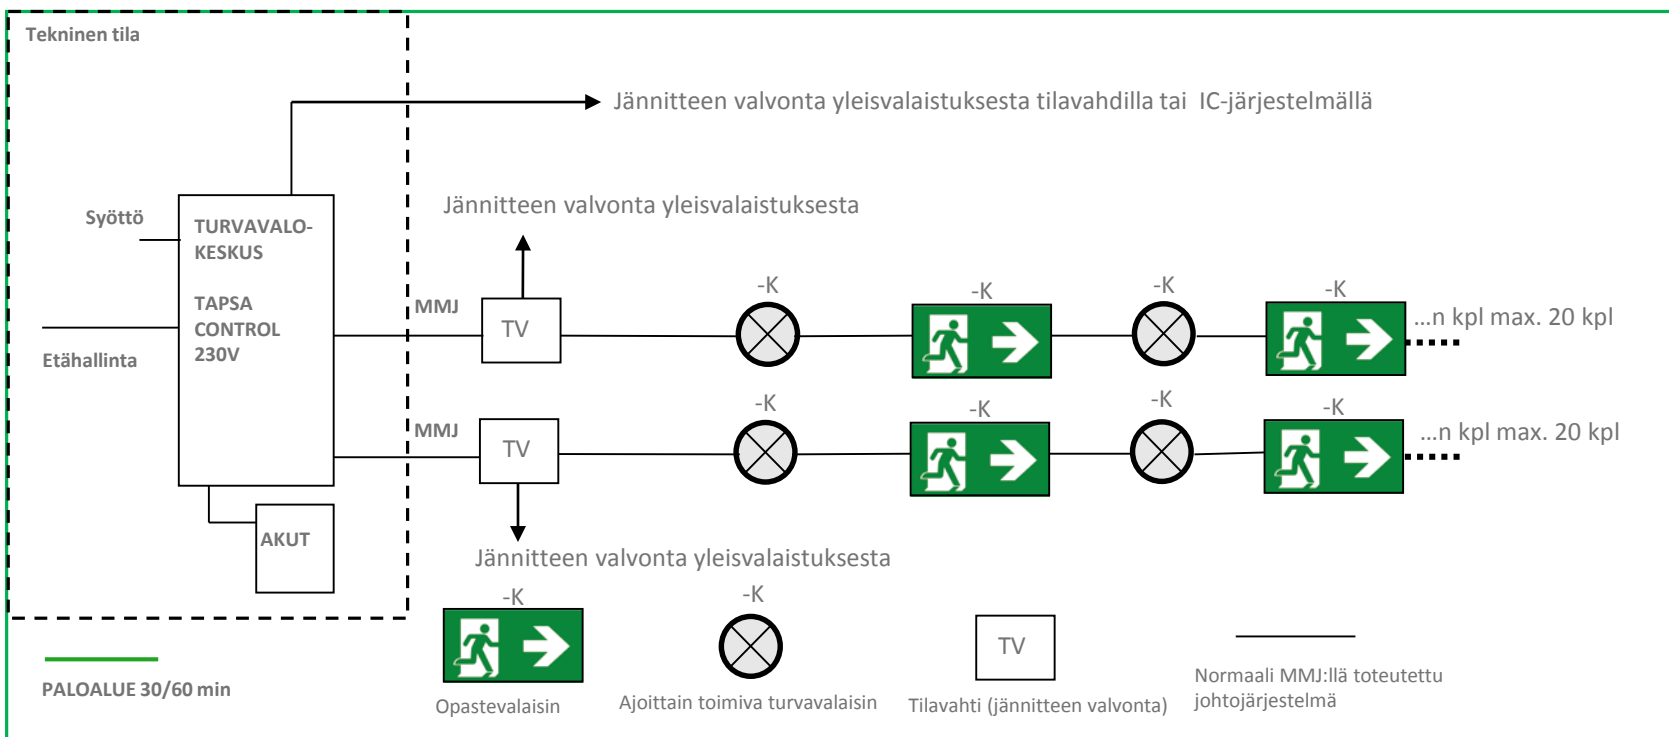 Tekninen tila
Jännitteen valvonta yleisvalaistuksesta tilavahdilla tai IC-järjestelmällä
Syöttö
TURVAVALO-
KESKUS
TAPSA
CONTROL
230V
Etähallinta
AKUT
Jännitteen valvonta yleisvalaistuksesta
MMJ
TV
-K
-K
-K
-K
...n kpl max. 20 kpl
MMJ
TV
-K
-K
-K
-K
...n kpl max. 20 kpl
Jännitteen valvonta yleisvalaistuksesta
PALOALUE 30/60 min
-K
Opastevalaisin
-K
Ajoittain toimiva turvavalaisin
TV
Tilavahti (jännitteen valvonta)
Normaali MMJ:llä toteutettu
johtojärjestelmä